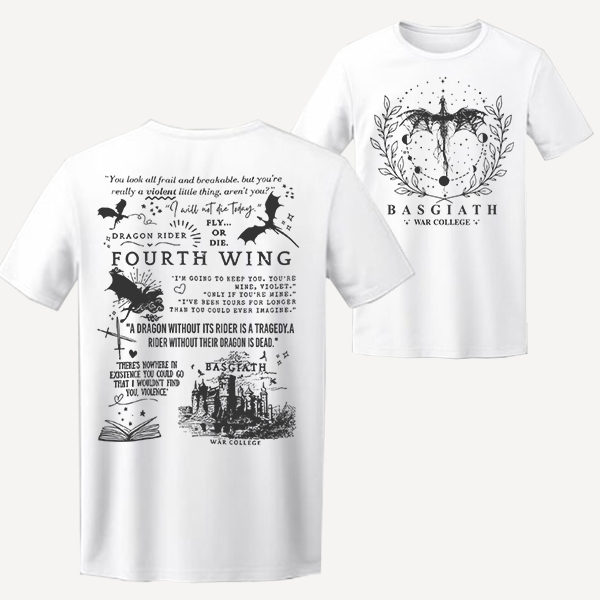 "You look all frail and breakable, but you're
really a violent little thing, aren't you?"
"I will not die today."
DRAGON RIDER
FLY...
OR
DIE.
FOURTH WING
"I'M GOING TO KEEP YOU. YOU'RE
MINE, VIOLET."
"ONLY IF YOU'RE MINE."
"I'VE BEEN YOURS FOR LONGER
THAN YOU COULD EVER IMAGINE."
"A DRAGON WITHOUT ITS RIDER IS A TRAGEDY.A
RIDER WITHOUT THEIR DRAGON IS DEAD."
"THERE'S NOWHERE IN
EXISTENCE YOU COULD GO
THAT I WOULDN'T FIND
YOU, VIOLENCE"
BASGIATH
WAR COLLEGE
BASGIATH
WAR COLLEGE